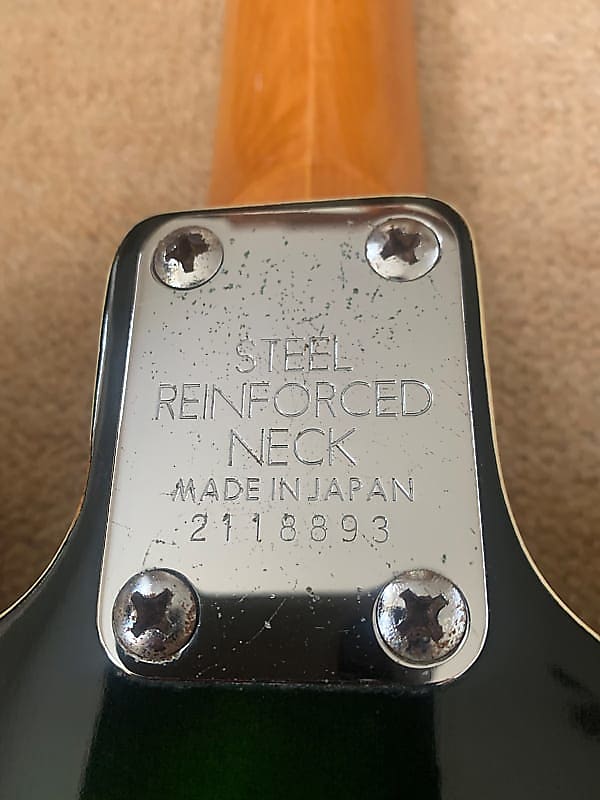 STEEL
REINFORCED
NECK
MADE IN JAPAN
2118893